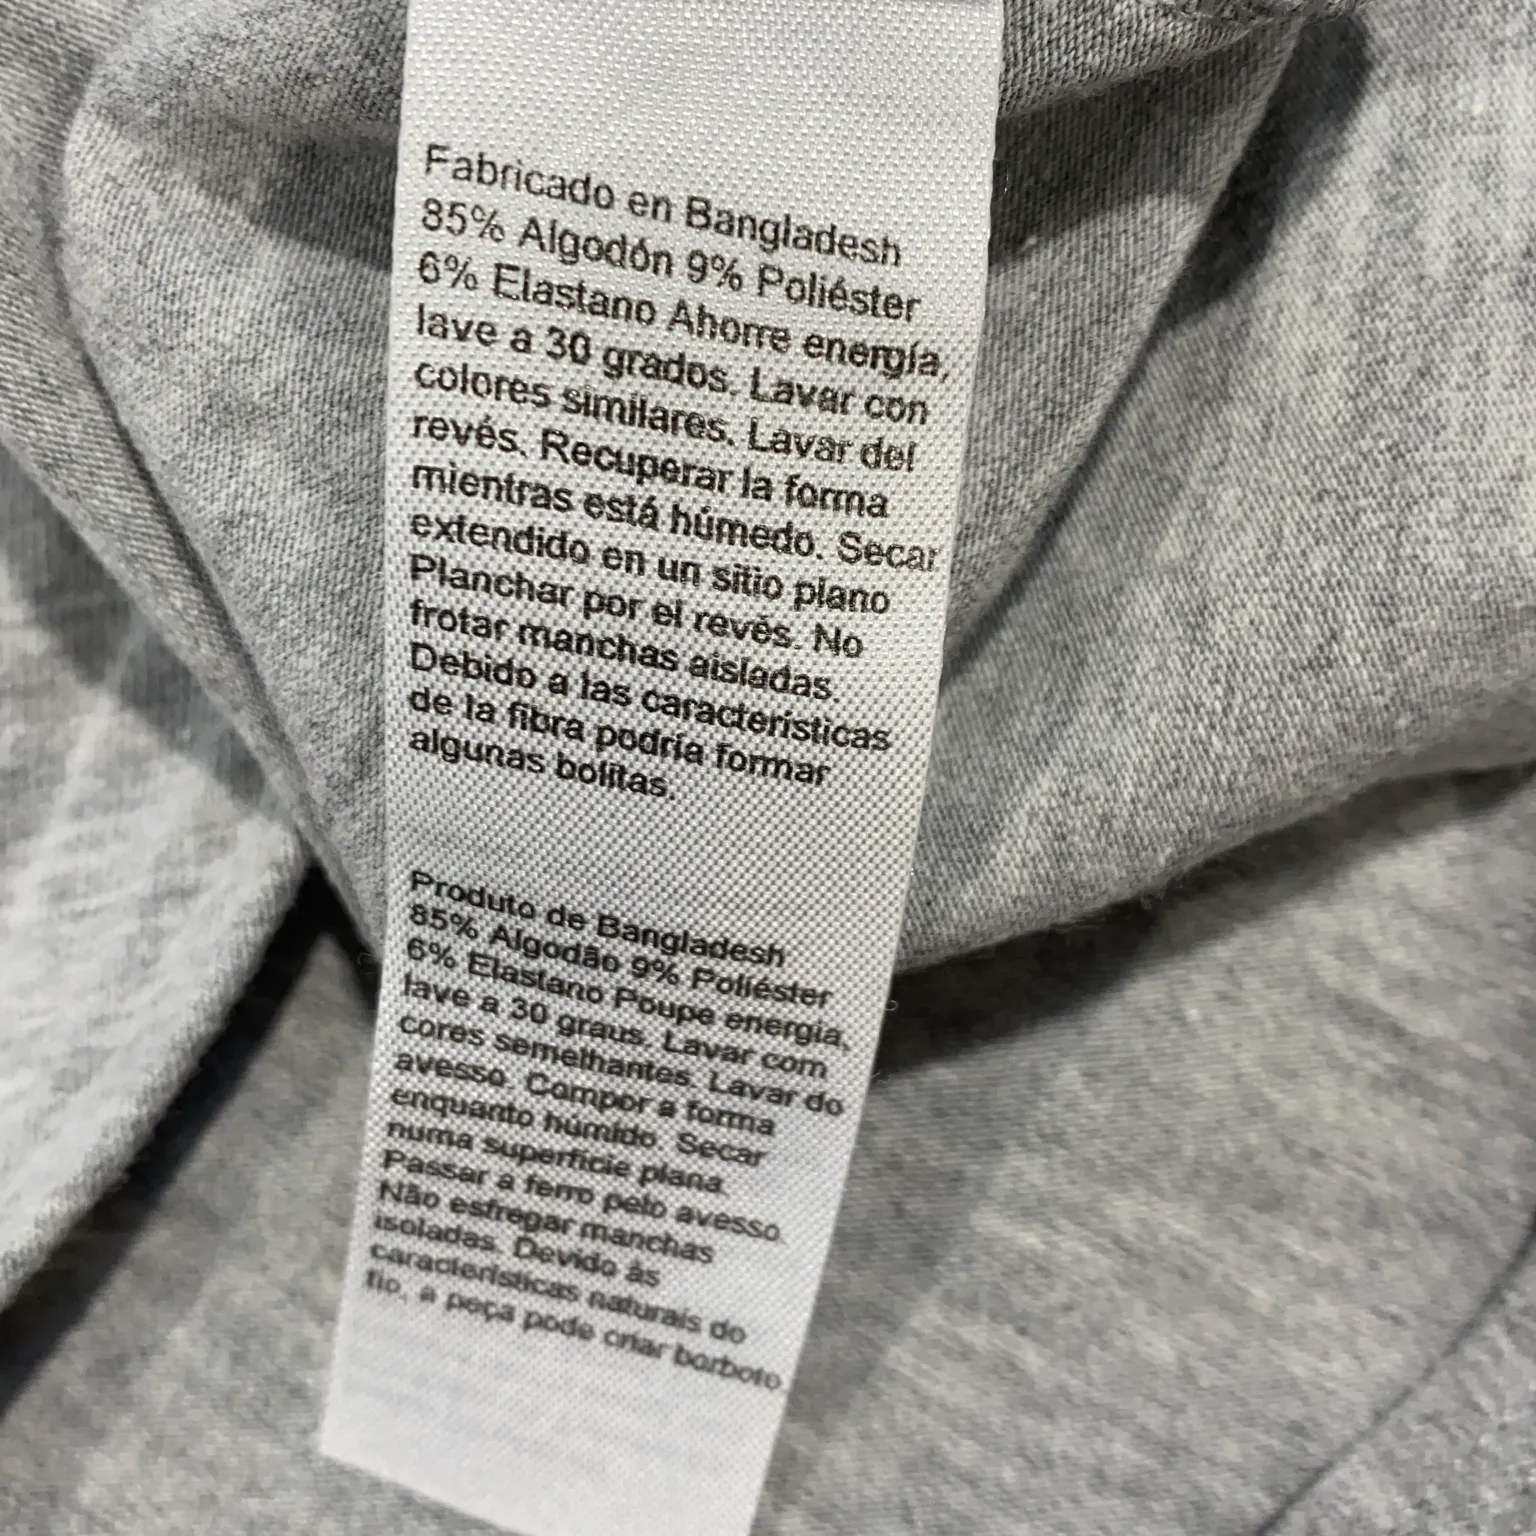 Fabricado en Bangladesh
85% Algodón 9% Poliéster
6% Elastano Ahorre energía,
lave a 30 grados. Lavar con
colores similares. Lavar del
revés. Recuperar la forma
mientras está húmedo. Secar
extendido en un sitio plano
Planchar por el revés. No
frotar manchas aisladas.
Debido a las características
de la fibra podría formar
algunas bolitas.
Produto de Bangladesh
85% Algodão 9% Poliéster
6% Elastano Poupe energia,
lave a 30 graus. Lavar com
cores semelhantes. Lavar do
avesso. Compor a forma
enquanto húmido. Secar
numa superfície plana.
Passar a ferro pelo avesso.
Não esfregar manchas
isoladas. Devido às
características naturais do
fio, a peça pode criar borboto.